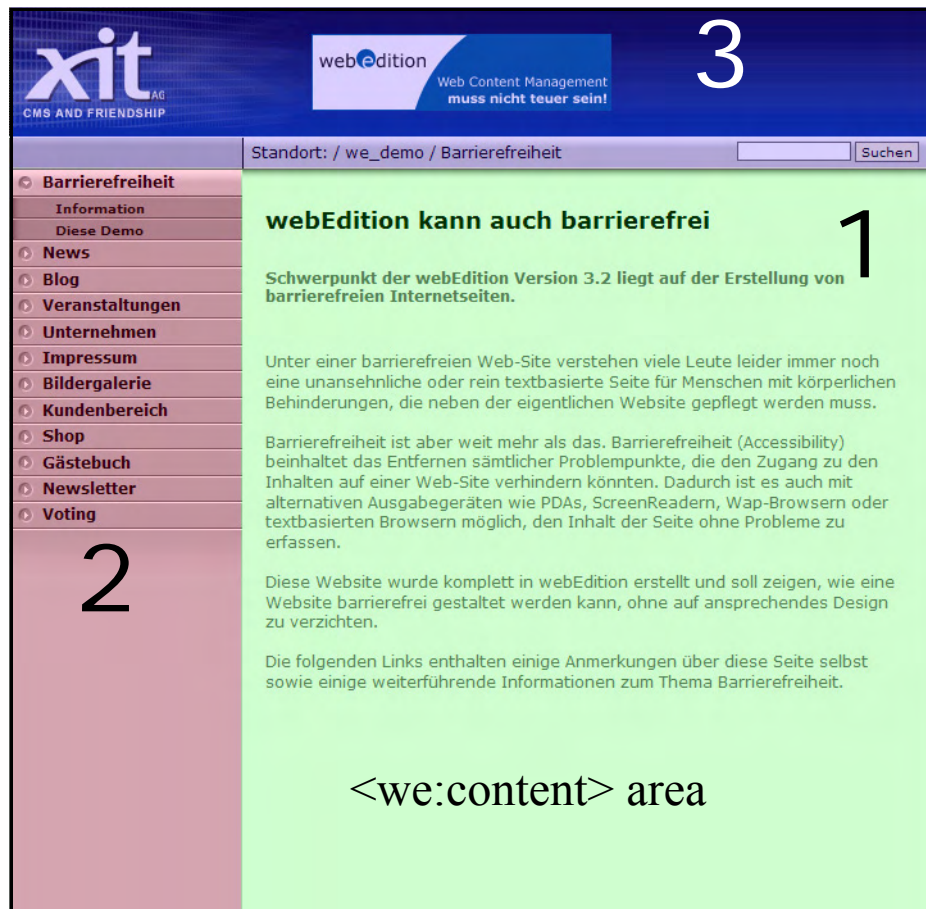 xit
AG
CMS AND FRIENDSHIP
webedition
Web Content Management
muss nicht teuer sein!
3
Standort: / we_demo / Barrierefreiheit
Suchen
Barrierefreiheit
Information
Diese Demo
News
Blog
Veranstaltungen
Unternehmen
Impressum
Bildergalerie
Kundenbereich
Shop
Gästebuch
Newsletter
Voting
2
webEdition kann auch barrierefrei
1
Schwerpunkt der webEdition Version 3.2 liegt auf der Erstellung von
barrierefreien Internetseiten.
Unter einer barrierefreien Web-Site verstehen viele Leute leider immer noch
eine unansehnliche oder rein textbasierte Seite für Menschen mit körperlichen
Behinderungen, die neben der eigentlichen Website gepflegt werden muss.
Barrierefreiheit ist aber weit mehr als das. Barrierefreiheit (Accessibility)
beinhaltet das Entfernen sämtlicher Problempunkte, die den Zugang zu den
Inhalten auf einer Web-Site verhindern könnten. Dadurch ist es auch mit
alternativen Ausgabegeräten wie PDAs, ScreenReadern, Wap-Browsern oder
textbasierten Browsern möglich, den Inhalt der Seite ohne Probleme zu
erfassen.
Diese Website wurde komplett in webEdition erstellt und soll zeigen, wie eine
Website barrierefrei gestaltet werden kann, ohne auf ansprechendes Design
zu verzichten.
Die folgenden Links enthalten einige Anmerkungen über diese Seite selbst
sowie einige weiterführende Informationen zum Thema Barrierefreiheit.
<we:content> area